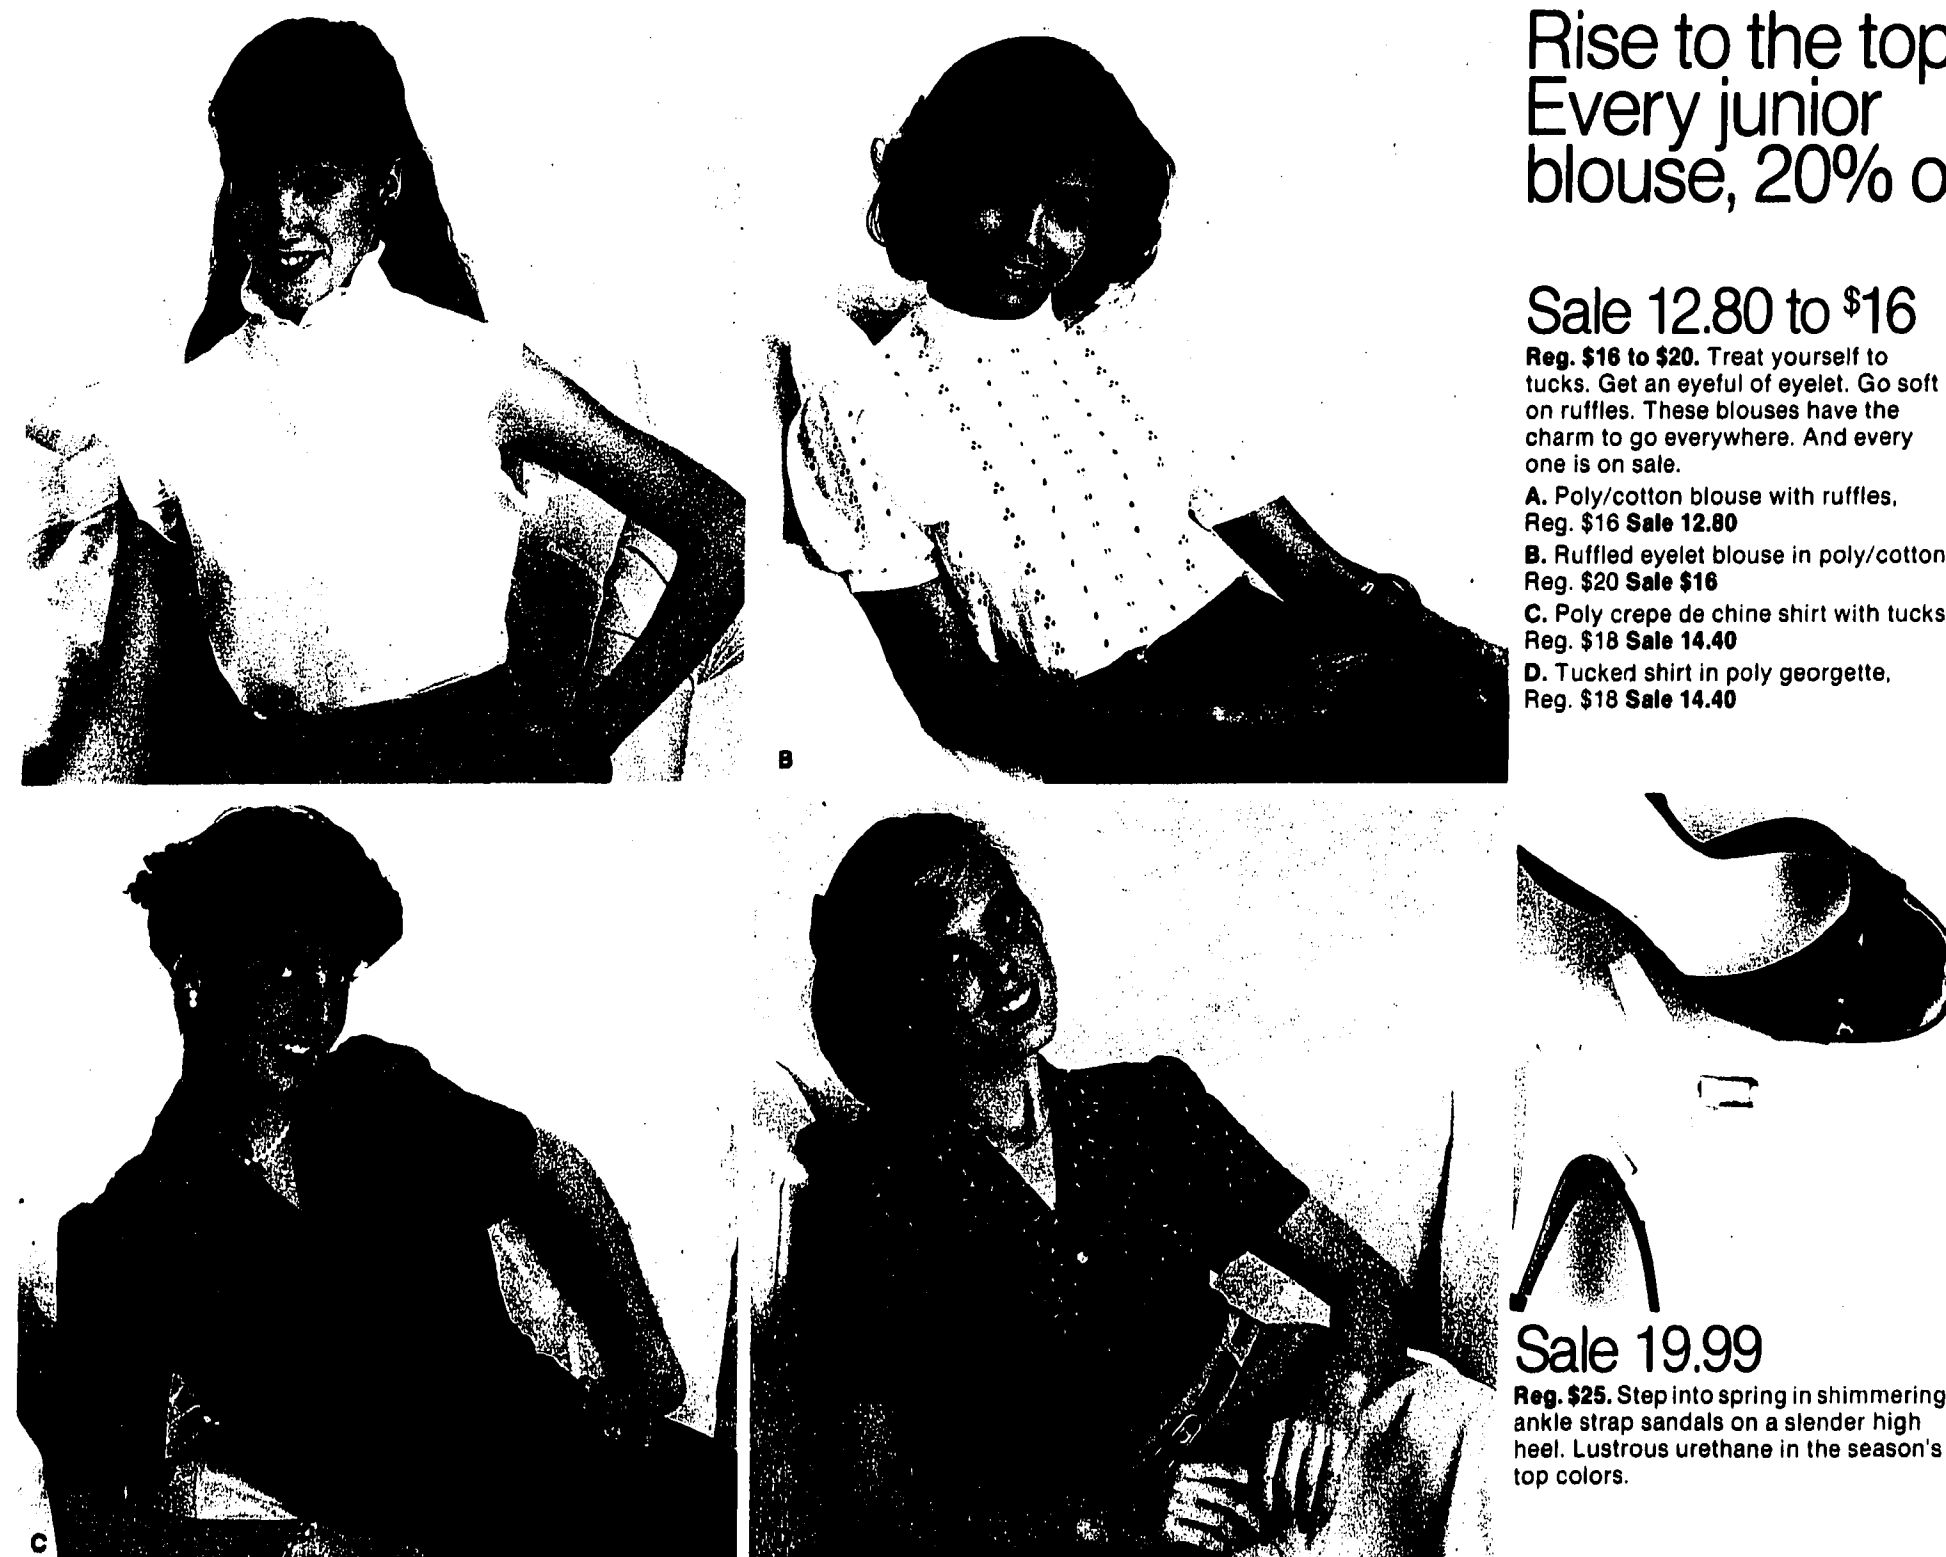 Rise to the top
Every junior
blouse, 20% o
Sale 12.80 to $16
Reg. $16 to $20. Treat yourself to
tucks. Get an eyeful of eyelet. Go soft
on ruffles. These blouses have the
charm to go everywhere. And every
one is on sale.
A. Poly/cotton blouse with ruffles,
Reg. $16 Sale 12.80
B. Ruffled eyelet blouse in poly/cotton
Reg. $20 Sale $16
C. Poly crepe de chine shirt with tucks
Reg. $18 Sale 14.40
D. Tucked shirt in poly georgette,
Reg. $18 Sale 14.40
B
C
Sale 19.99
Reg. $25. Step into spring in shimmering
ankle strap sandals on a slender high
heel. Lustrous urethane in the season's
top colors.